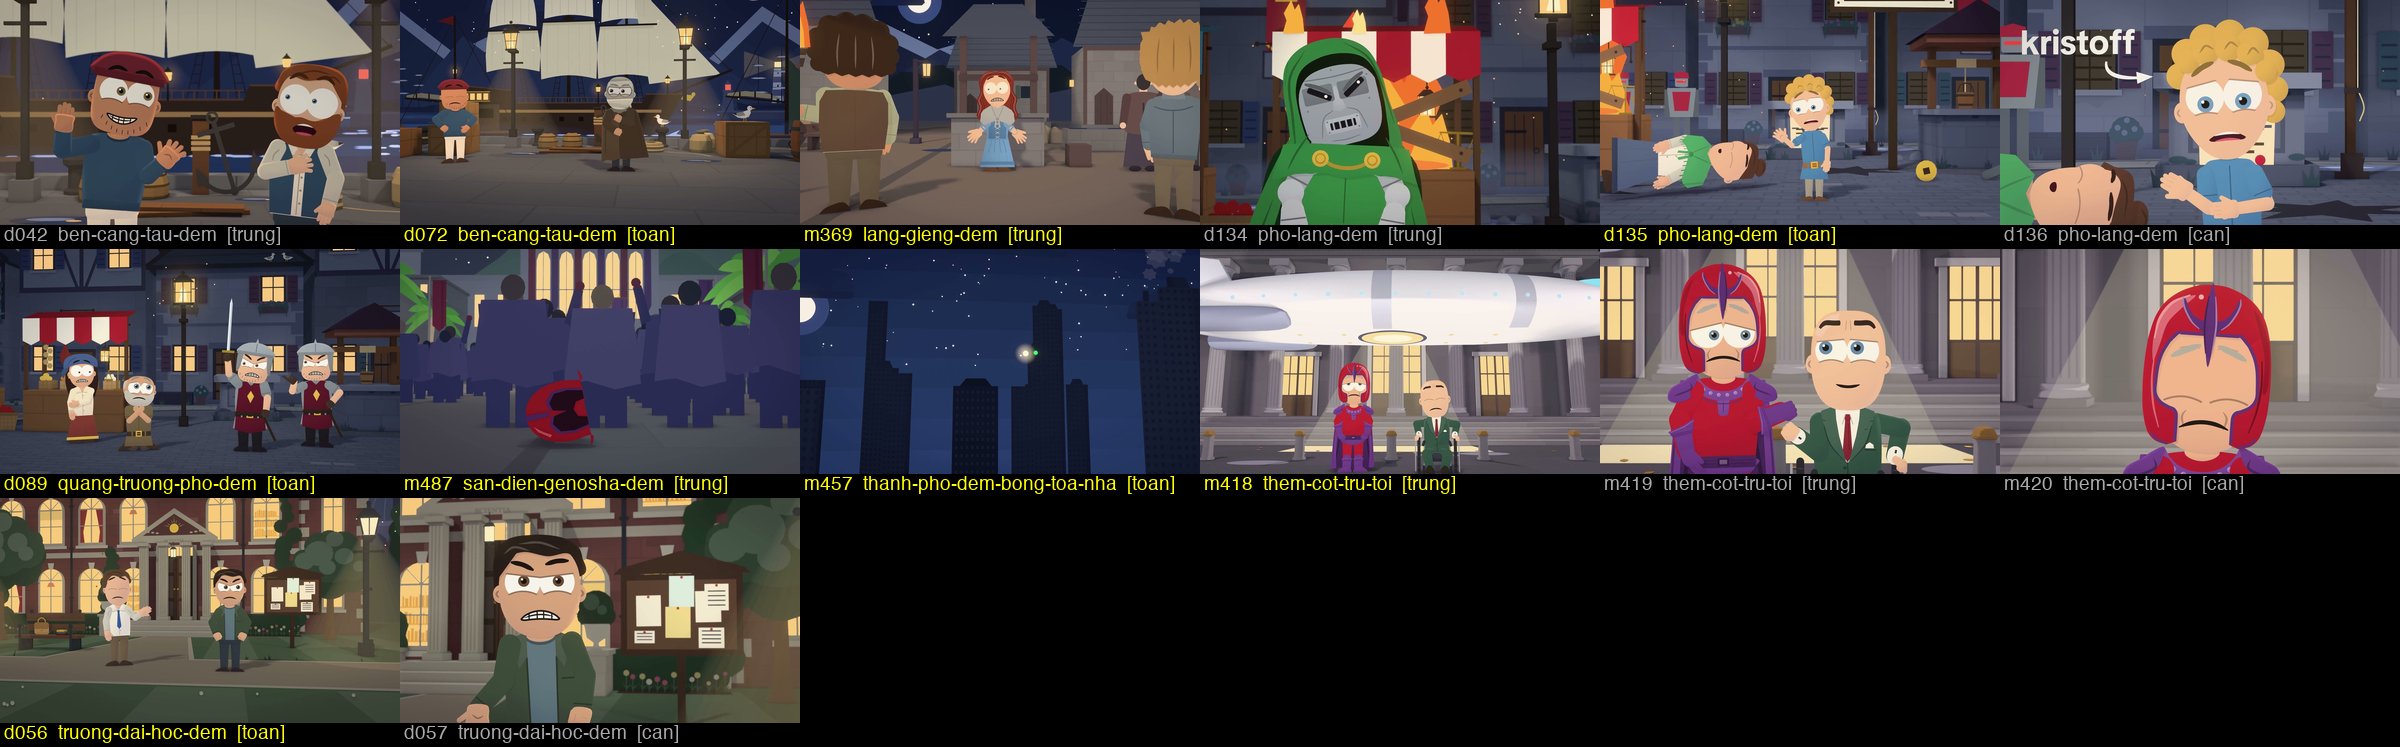 kristoff
d042 ben-cang-tau-dem [trung]
d072 ben-cang-tau-dem [toan]
m369 lang-gieng-dem [trung]
d134 pho-lang-dem [trung]
d135 pho-lang-dem [toan]
d136 pho-lang-dem [can]
d089 quang-truong-pho-dem [toan]
m487 san-dien-genosha-dem [trung]
m457 thanh-pho-dem-bong-toa-nha [toan]
m418 them-cot-tru-toi [trung]
m419 them-cot-tru-toi [trung]
m420 them-cot-tru-toi [can]
d056 truong-dai-hoc-dem [toan]
d057 truong-dai-hoc-dem [can]